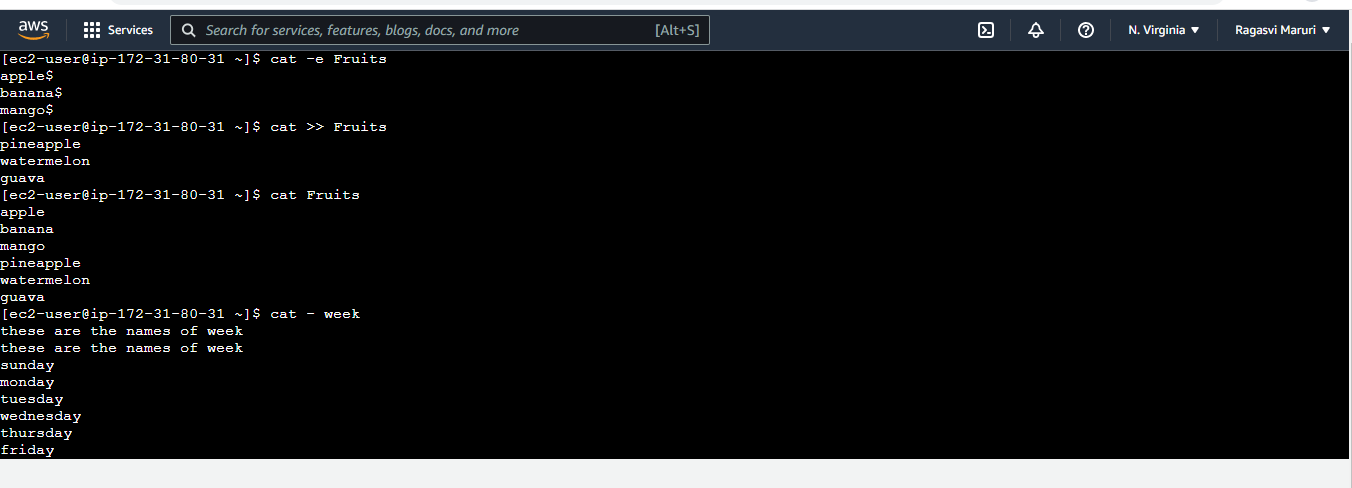 aws
Services
Search for services, features, blogs, docs, and more
[Alt+S]
N. Virginia
Ragasvi Maruri
[ec2-user@ip-172-31-80-31 ~]$ cat -e Fruits
apple$
banana$
mango$
[ec2-user@ip-172-31-80-31 ~]$ cat >> Fruits
pineapple
watermelon
guava
[ec2-user@ip-172-31-80-31 ~]$ cat Fruits
apple
banana
mango
pineapple
watermelon
guava
[ec2-user@ip-172-31-80-31 ~]$ cat - week
these are the names of week
these are the names of week
sunday
monday
tuesday
wednesday
thursday
friday